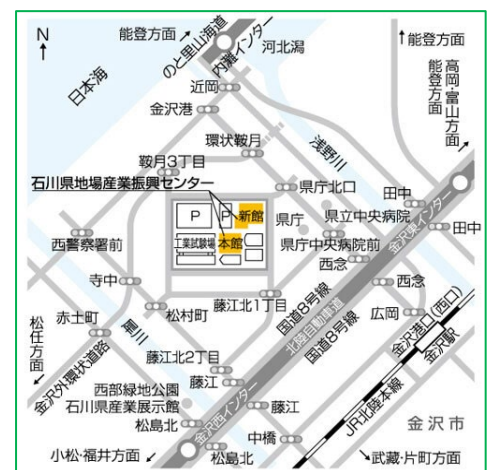 N
能登方面
のと里山海道
内灘インター
河北潟
能登方面
高岡・富山方面
能登方面
日本海
近岡
金沢港
浅野川
環状鞍月
鞍月3丁目
石川県地場産業振興センター
県庁北口
田中
P
P
新館
県庁
県立中央病院
金沢東インター
田中
工業試験場
本館
県庁中央病院前
西警察署前
西念
西念
寺中
藤江北1丁目
国道8号線
北陸自動車道
国道8号線
広岡
金沢港口(西口)
金沢駅
松任方面
赤土町
松村町
犀川
金沢外環状道路
藤江北2丁目
藤江
西部緑地公園
石川県産業展示館
金沢西インター
藤江
JR北陸本線
金沢市
松島北
中橋
小松・福井方面
松島北
武蔵・片町方面